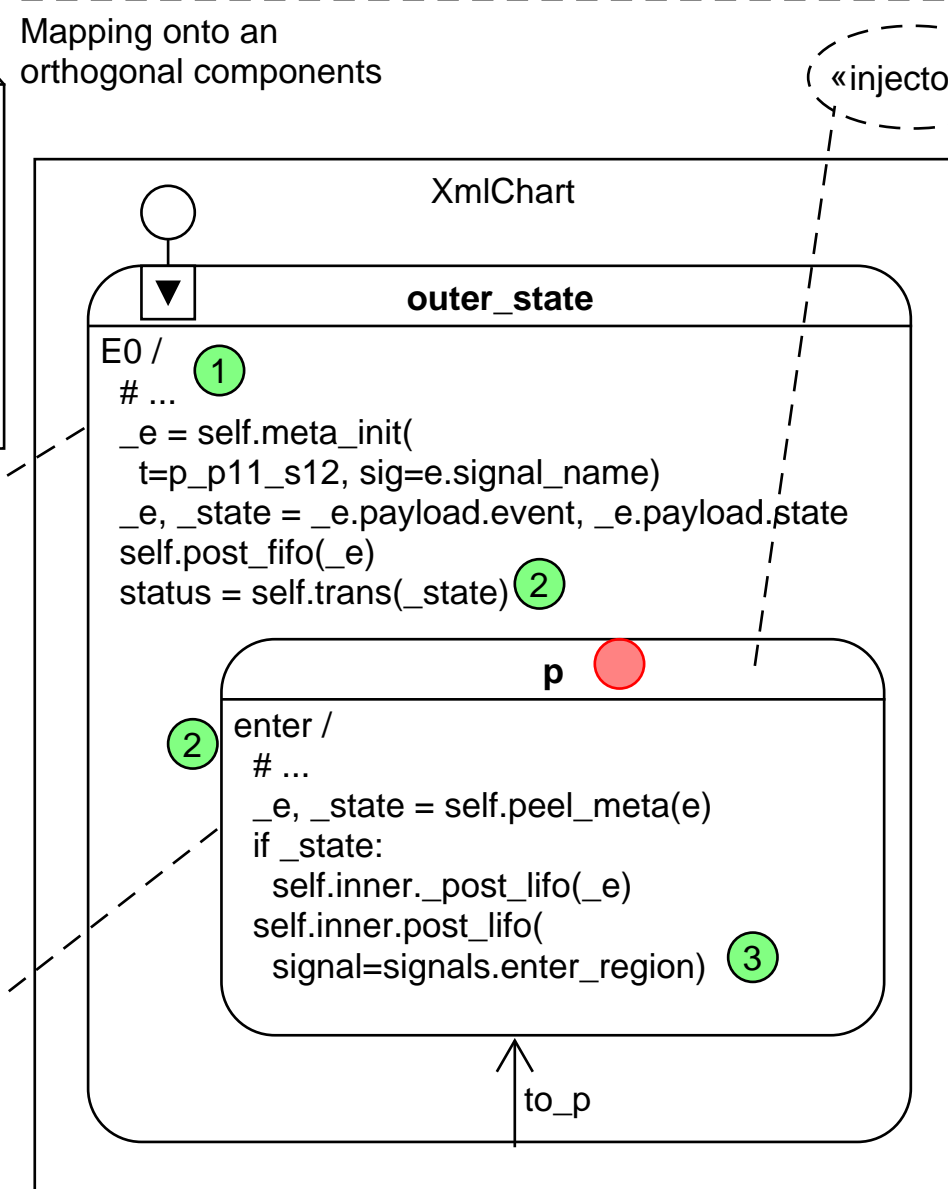 Mapping onto an
orthogonal components
«injecto
XmlChart
▼
outer_state
E0 /
1
# ...
_e = self.meta_init(
t=p_p11_s12, sig=e.signal_name)
_e, _state = _e.payload.event, _e.payload.state
self.post_fifo(_e)
status = self.trans(_state)
2
p
2
enter /
# ...
_e, _state = self.peel_meta(e)
if _state:
self.inner._post_lifo(_e)
self.inner.post_lifo(
signal=signals.enter_region)
3
to_p